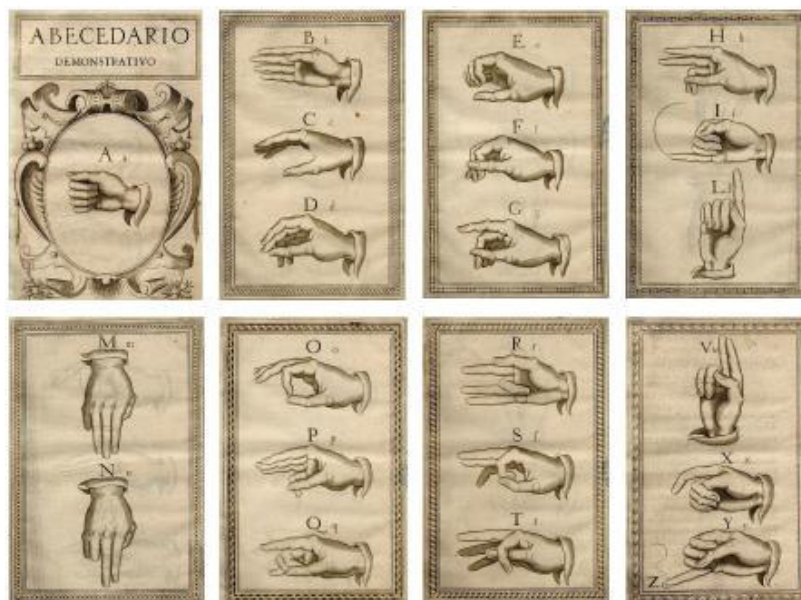 ABECEDARIO
DEMONSTRATIVO
A a
B b
C c
D d
E e
F f
G g
H h
I i
L l
M m
N n
O o
P p
Q q
R r
S ſ
T t
V u
X x
Y y
Z